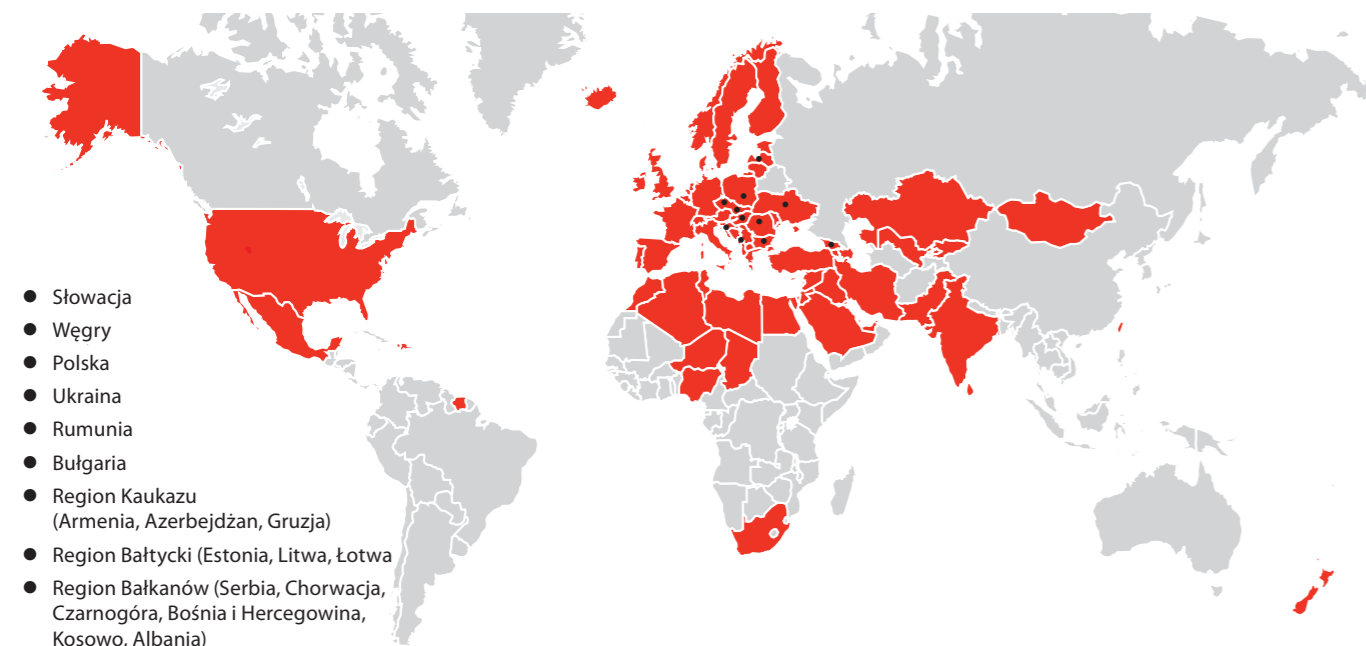 ● Słowacja
● Węgry
● Polska
● Ukraina
● Rumunia
● Bułgaria
● Region Kaukazu
(Armenia, Azerbejdżan, Gruzja)
● Region Bałtycki (Estonia, Litwa, Łotwa
● Region Bałkanów (Serbia, Chorwacja,
Czarnogóra, Bośnia i Hercegowina,
Kosowo, Albania)